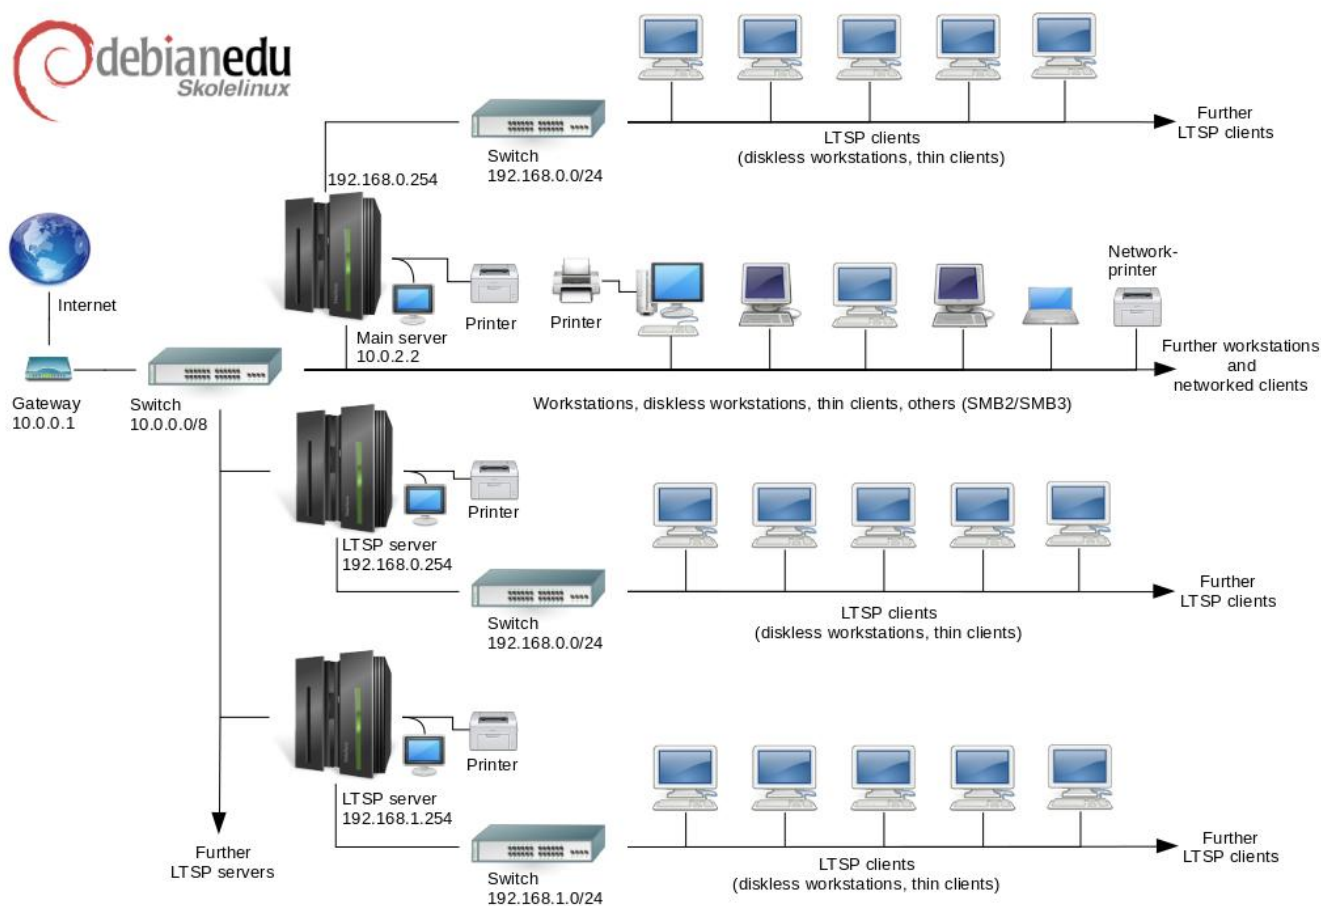 debianedu
Skolelinux
Further
LTSP clients
LTSP clients
(diskless workstations, thin clients)
Switch
192.168.0.0/24
192.168.0.254
Network-
printer
Internet
Printer
Printer
Main server
10.0.2.2
Further workstations
and
networked clients
Gateway
10.0.0.1
Switch
10.0.0.0/8
Workstations, diskless workstations, thin clients, others (SMB2/SMB3)
Printer
LTSP server
192.168.0.254
Further
LTSP clients
LTSP clients
(diskless workstations, thin clients)
Switch
192.168.0.0/24
Printer
LTSP server
192.168.1.254
Further
LTSP clients
Further
LTSP servers
LTSP clients
(diskless workstations, thin clients)
Switch
192.168.1.0/24